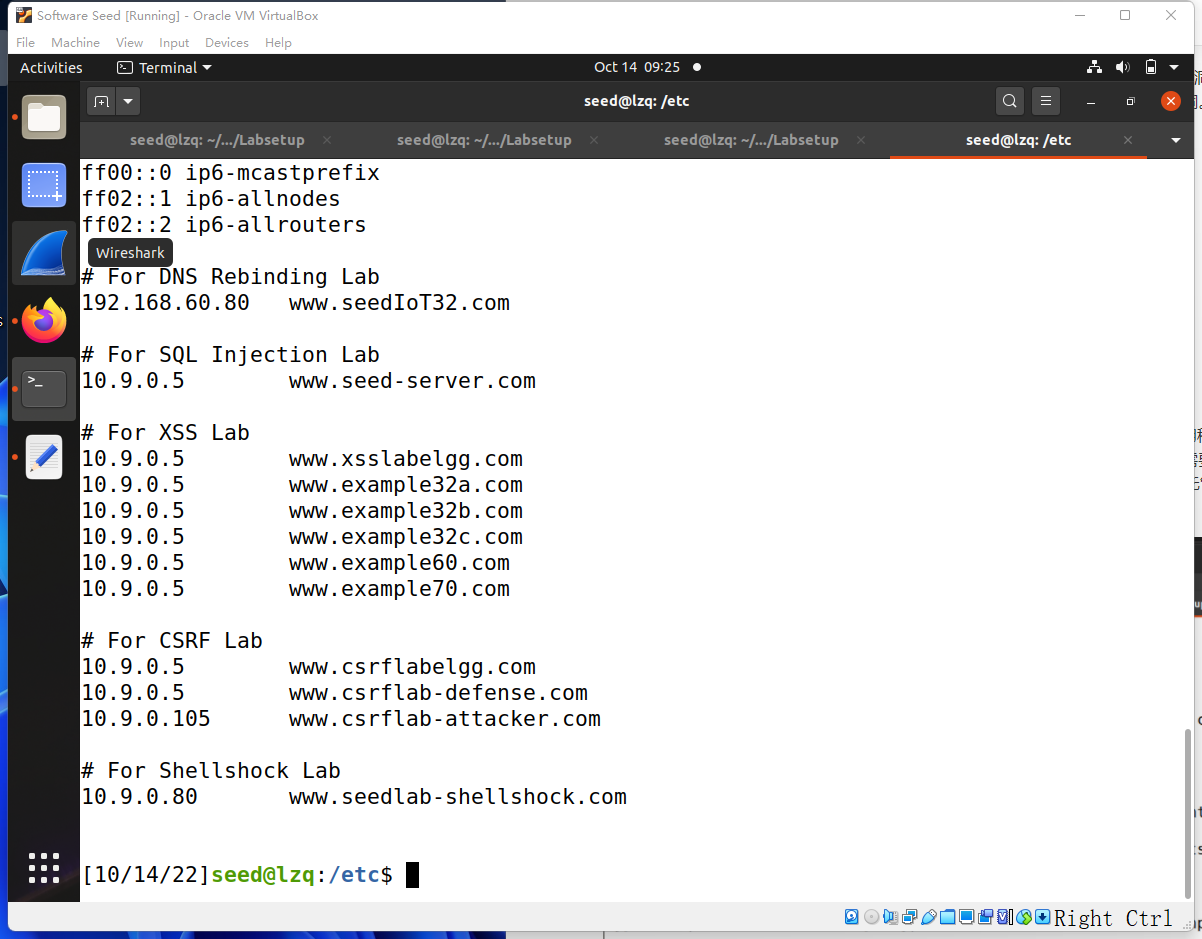 Software Seed [Running] - Oracle VM VirtualBox
File Machine View Input Devices Help
Activities Terminal Oct 14 09:25
seed@lzq: /etc
seed@lzq: ~/.../Labsetup seed@lzq: ~/.../Labsetup seed@lzq: ~/.../Labsetup seed@lzq: /etc
ff00::0 ip6-mcastprefix
ff02::1 ip6-allnodes
ff02::2 ip6-allrouters
Wireshark
# For DNS Rebinding Lab
192.168.60.80 www.seedIoT32.com
# For SQL Injection Lab
10.9.0.5 www.seed-server.com
# For XSS Lab
10.9.0.5 www.xsslabelgg.com
10.9.0.5 www.example32a.com
10.9.0.5 www.example32b.com
10.9.0.5 www.example32c.com
10.9.0.5 www.example60.com
10.9.0.5 www.example70.com
# For CSRF Lab
10.9.0.5 www.csrflabelgg.com
10.9.0.5 www.csrflab-defense.com
10.9.0.105 www.csrflab-attacker.com
# For Shellshock Lab
10.9.0.80 www.seedlab-shellshock.com
[10/14/22]seed@lzq:/etc$
Right Ctrl